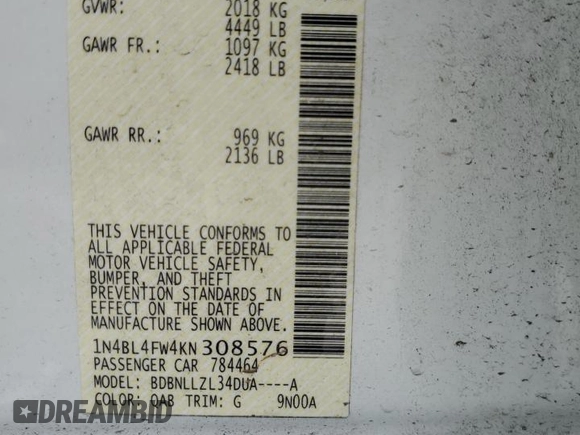 GVWR: 2018 KG
4449 LB
GAWR FR.: 1097 KG
2418 LB
GAWR RR.: 969 KG
2136 LB
THIS VEHICLE CONFORMS TO
ALL APPLICABLE FEDERAL
MOTOR VEHICLE SAFETY,
BUMPER, AND THEFT
PREVENTION STANDARDS IN
EFFECT ON THE DATE OF
MANUFACTURE SHOWN ABOVE.
1N4BL4FW4KN308576
PASSENGER CAR 784464
MODEL: BDBNLLZL34DUA----A
COLOR: QAB TRIM: G 9N00A
DREAMBID